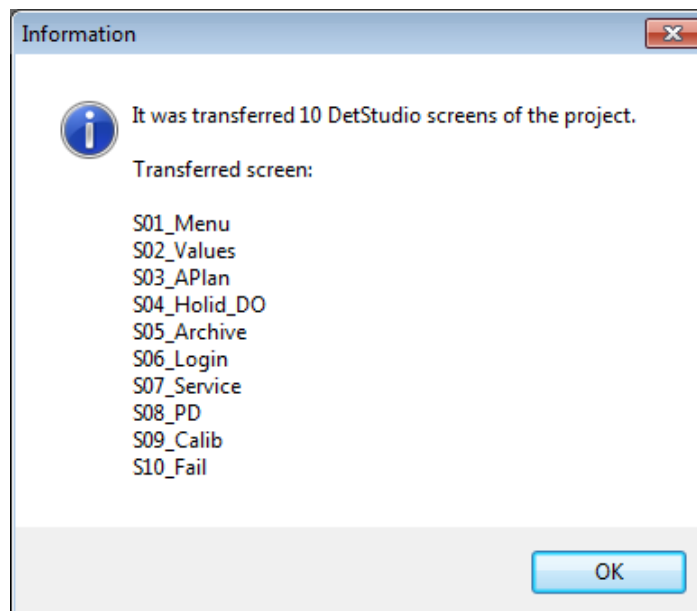 Information
It was transferred 10 DetStudio screens of the project.
Transferred screen:
S01_Menu
S02_Values
S03_APlan
S04_Holid_DO
S05_Archive
S06_Login
S07_Service
S08_PD
S09_Calib
S10_Fail
OK